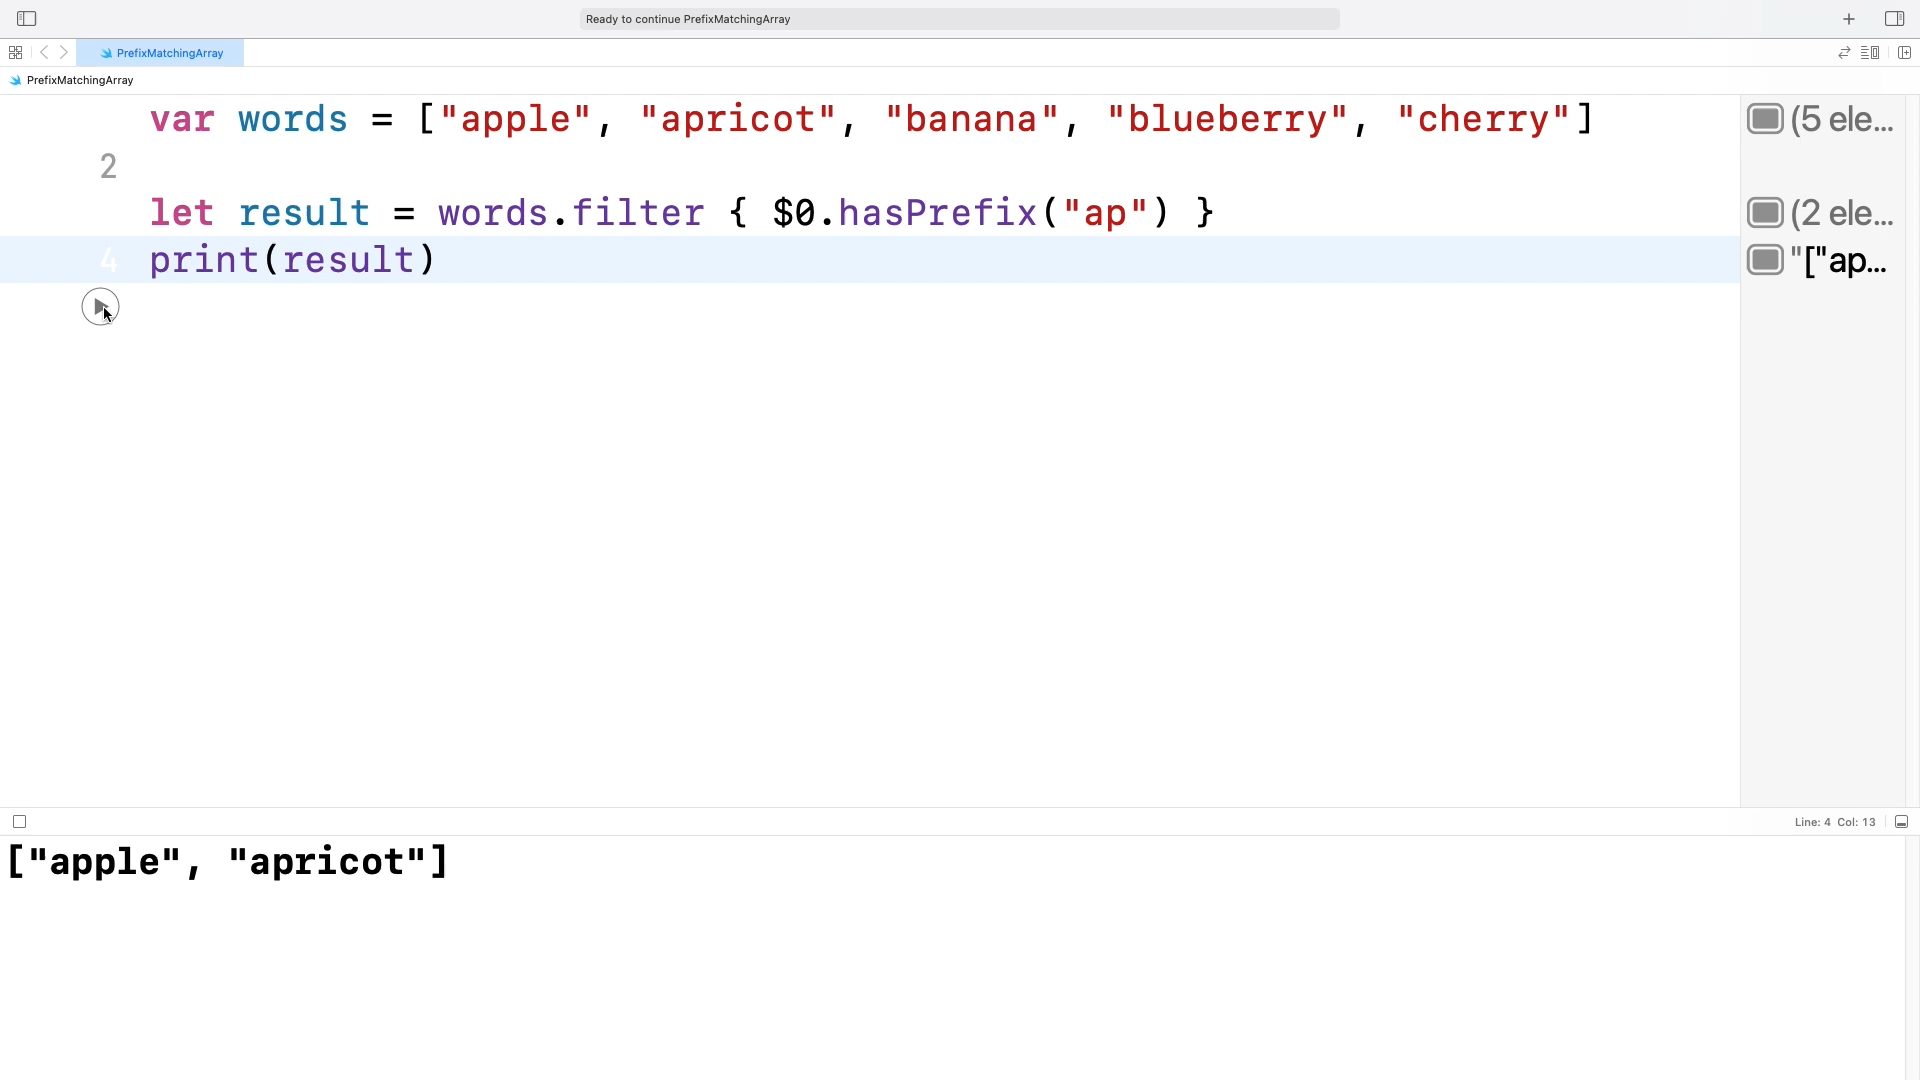 Ready to continue PrefixMatchingArray
PrefixMatchingArray
PrefixMatchingArray
var words = ["apple", "apricot", "banana", "blueberry", "cherry"]
(5 ele...
2
let result = words.filter { $0.hasPrefix("ap") }
(2 ele...
4 print(result)
"["ap...
Line: 4 Col: 13
["apple", "apricot"]